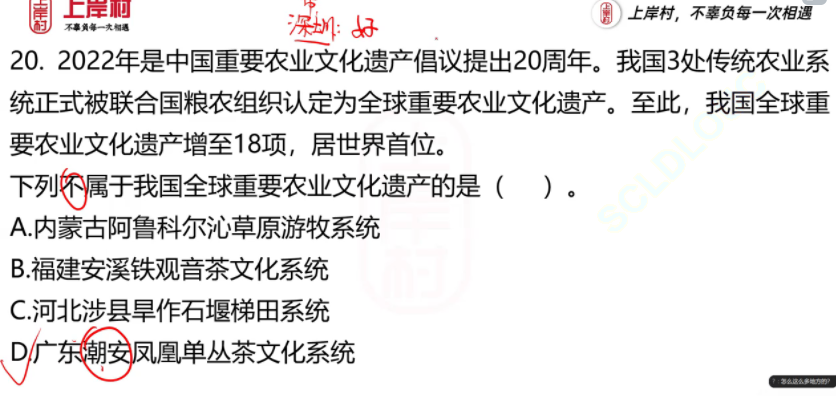 上岸村
上岸村
不辜负每一次相遇
深圳：好
上岸村，不辜负每一次相遇
20. 2022年是中国重要农业文化遗产倡议提出20周年。我国3处传统农业系
统正式被联合国粮农组织认定为全球重要农业文化遗产。至此，我国全球重
要农业文化遗产增至18项，居世界首位。
下列不属于我国全球重要农业文化遗产的是（　　）。
A.内蒙古阿鲁科尔沁草原游牧系统
B.福建安溪铁观音茶文化系统
C.河北涉县旱作石堰梯田系统
D.广东潮安凤凰单丛茶文化系统
上岸村
SCLDLO
？：怎么这么多地方的？